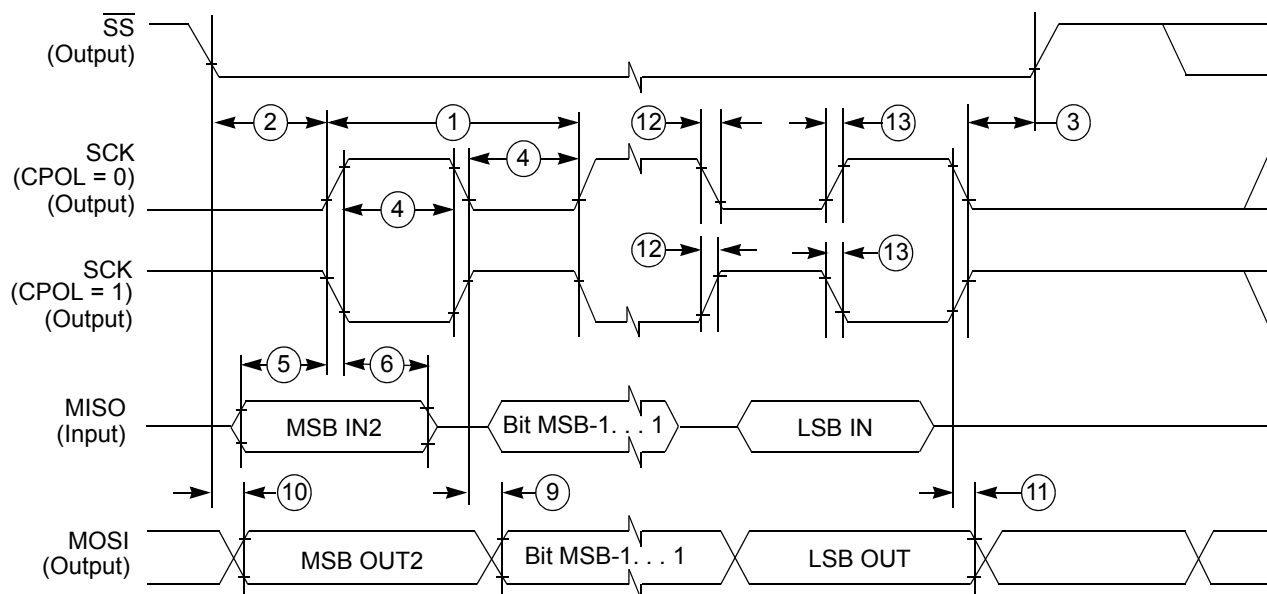 SS
(Output)
2
1
12
13
3
SCK
(CPOL = 0)
(Output)
4
4
12
13
SCK
(CPOL = 1)
(Output)
5
6
MISO
(Input)
MSB IN2
Bit MSB-1. . . 1
LSB IN
10
9
11
MOSI
(Output)
MSB OUT2
Bit MSB-1. . . 1
LSB OUT